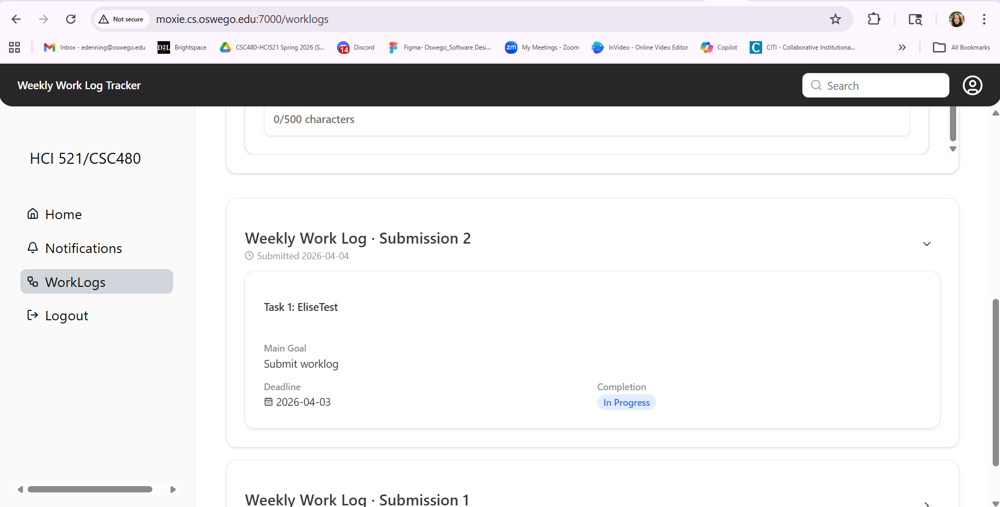 Not secure
moxie.cs.oswego.edu:7000/worklogs
Inbox - edenning@oswego.edu
D2L Brightspace
CSC480-HCI521 Spring 2026 (S...
14 Discord
Figma- Oswego_Software Desi...
zm My Meetings - Zoom
InVideo - Online Video Editor
Copilot
C CITI - Collaborative Instituationa...
All Bookmarks
Weekly Work Log Tracker
Search
HCI 521/CSC480
Home
Notifications
WorkLogs
Logout
0/500 characters
Weekly Work Log · Submission 2
Submitted 2026-04-04
Task 1: EliseTest
Main Goal
Submit worklog
Deadline
2026-04-03
Completion
In Progress
Weekly Work Log · Submission 1